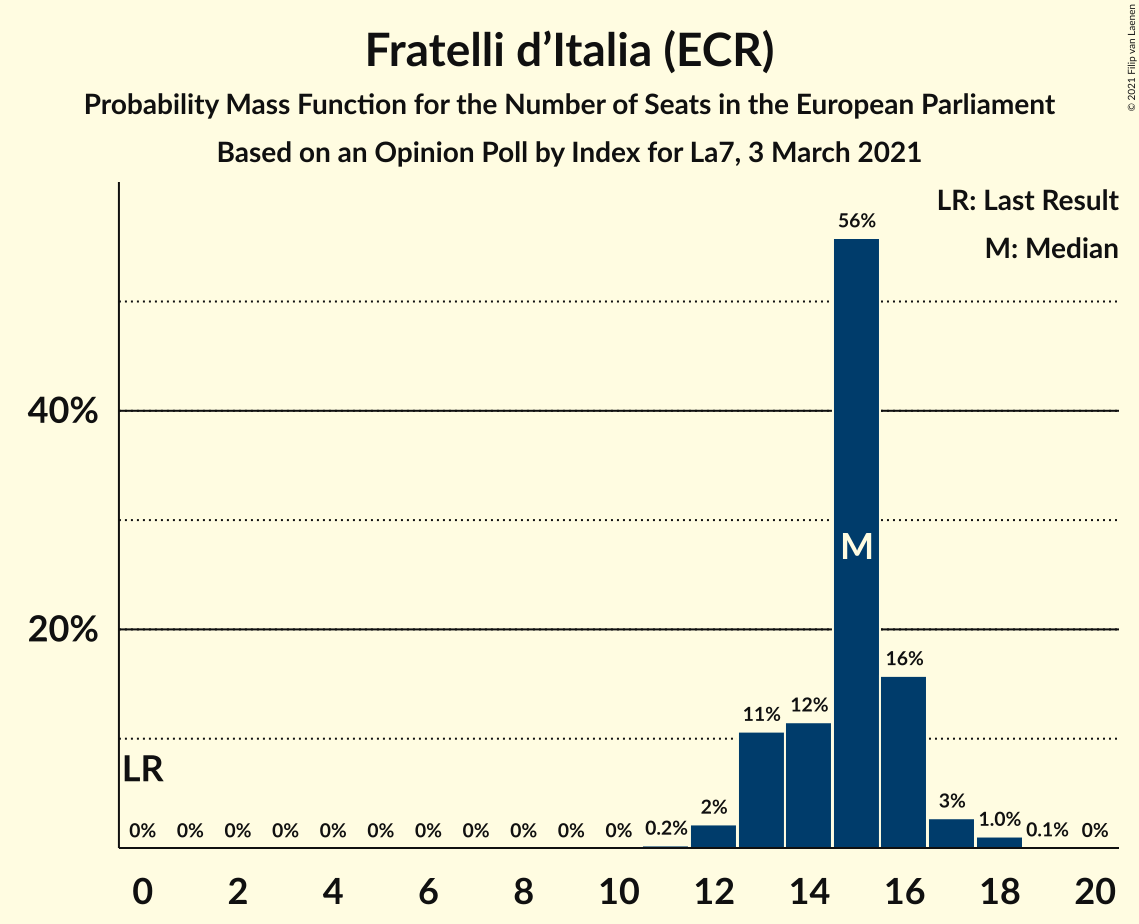 Fratelli d’Italia (ECR)
Probability Mass Function for the Number of Seats in the European Parliament
Based on an Opinion Poll by Index for La7, 3 March 2021
© 2021 Filip van Laenen
LR: Last Result
M: Median
56%
40%
M
20%
16%
12%
11%
LR
0% 0% 0% 0% 0% 0% 0% 0% 0% 0% 0% 0.2% 2% 3% 1.0% 0.1% 0%
0 2 4 6 8 10 12 14 16 18 20